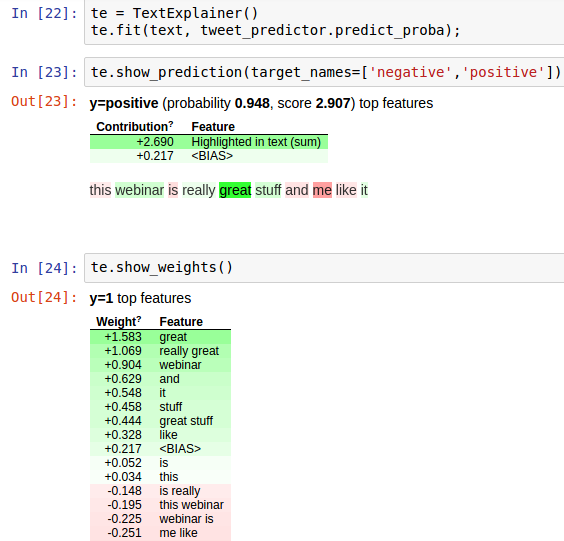 In [22]: te = TextExplainer()
te.fit(text, tweet_predictor.predict_proba);
In [23]: te.show_prediction(target_names=['negative','positive'])
Out[23]: y=positive (probability 0.948, score 2.907) top features
Contribution? Feature
+2.690 Highlighted in text (sum)
+0.217 <BIAS>
this webinar is really great stuff and me like it
In [24]: te.show_weights()
Out[24]: y=1 top features
Weight? Feature
+1.583 great
+1.069 really great
+0.904 webinar
+0.629 and
+0.548 it
+0.458 stuff
+0.444 great stuff
+0.328 like
+0.217 <BIAS>
+0.052 is
+0.034 this
-0.148 is really
-0.195 this webinar
-0.225 webinar is
-0.251 me like